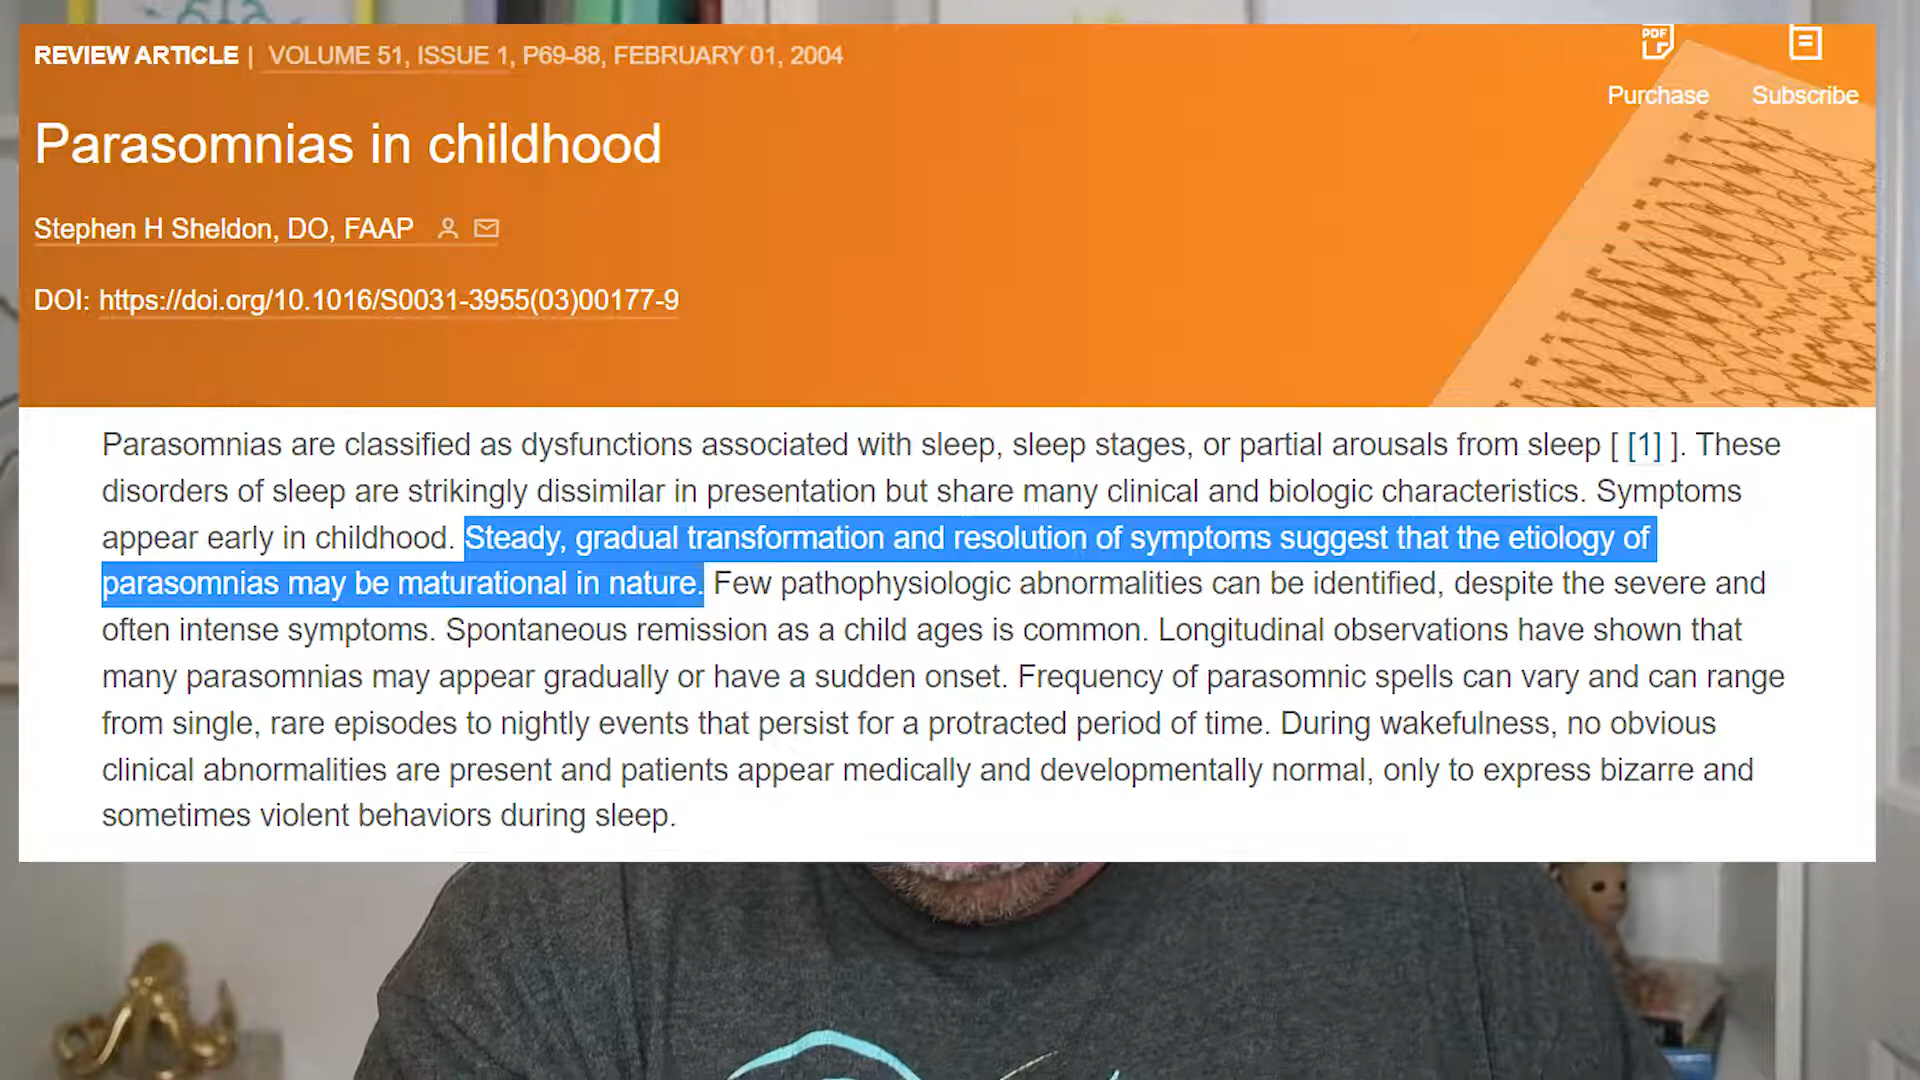 REVIEW ARTICLE | VOLUME 51, ISSUE 1, P69-88, FEBRUARY 01, 2004
PDF
Purchase
Subscribe
Parasomnias in childhood
Stephen H Sheldon, DO, FAAP
DOI: https://doi.org/10.1016/S0031-3955(03)00177-9
Parasomnias are classified as dysfunctions associated with sleep, sleep stages, or partial arousals from sleep [ [1] ]. These
disorders of sleep are strikingly dissimilar in presentation but share many clinical and biologic characteristics. Symptoms
appear early in childhood. Steady, gradual transformation and resolution of symptoms suggest that the etiology of
parasomnias may be maturational in nature. Few pathophysiologic abnormalities can be identified, despite the severe and
often intense symptoms. Spontaneous remission as a child ages is common. Longitudinal observations have shown that
many parasomnias may appear gradually or have a sudden onset. Frequency of parasomnic spells can vary and can range
from single, rare episodes to nightly events that persist for a protracted period of time. During wakefulness, no obvious
clinical abnormalities are present and patients appear medically and developmentally normal, only to express bizarre and
sometimes violent behaviors during sleep.